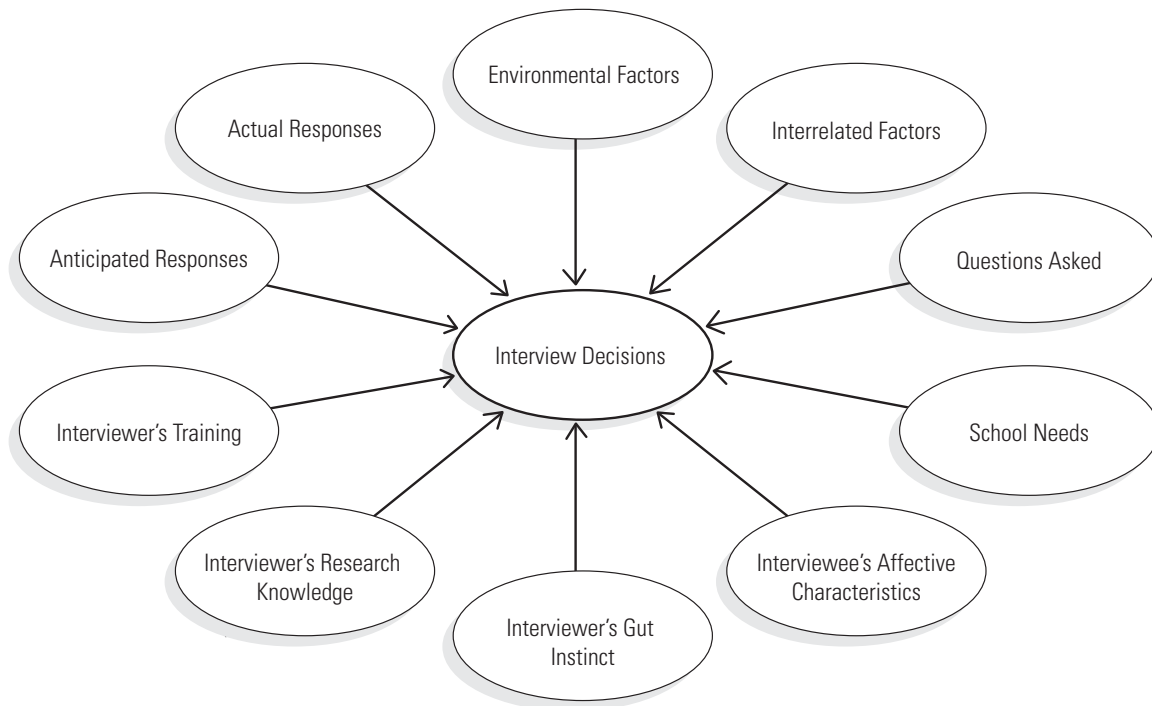 Environmental Factors
Actual Responses
Interrelated Factors
Anticipated Responses
Questions Asked
Interview Decisions
Interviewer’s Training
School Needs
Interviewer’s Research
Knowledge
Interviewee’s Affective
Characteristics
Interviewer’s Gut
Instinct